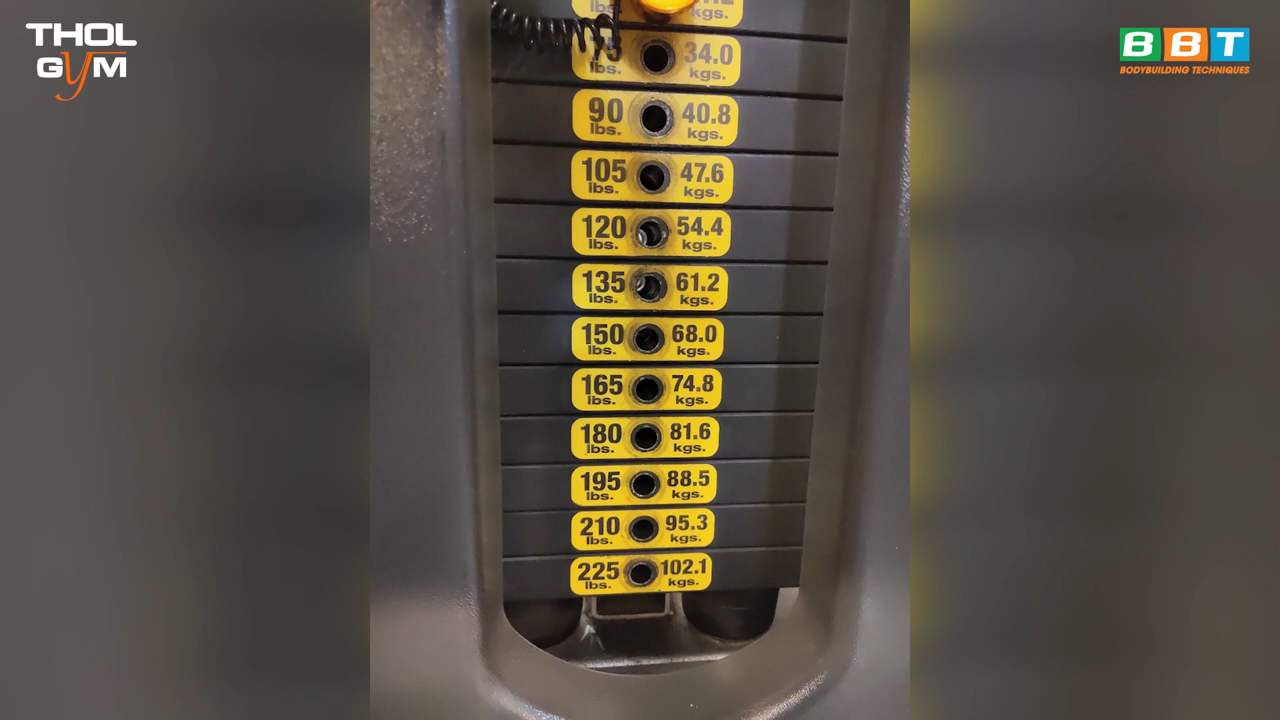 THOL
GYM
BBT
BODYBUILDING TECHNIQUES
lbs.
kgs.
75
lbs.
34.0
kgs.
90
lbs.
40.8
kgs.
105
lbs.
47.6
kgs.
120
lbs.
54.4
kgs.
135
lbs.
61.2
kgs.
150
lbs.
68.0
kgs.
165
lbs.
74.8
kgs.
180
lbs.
81.6
kgs.
195
lbs.
88.5
kgs.
210
lbs.
95.3
kgs.
225
lbs.
102.1
kgs.